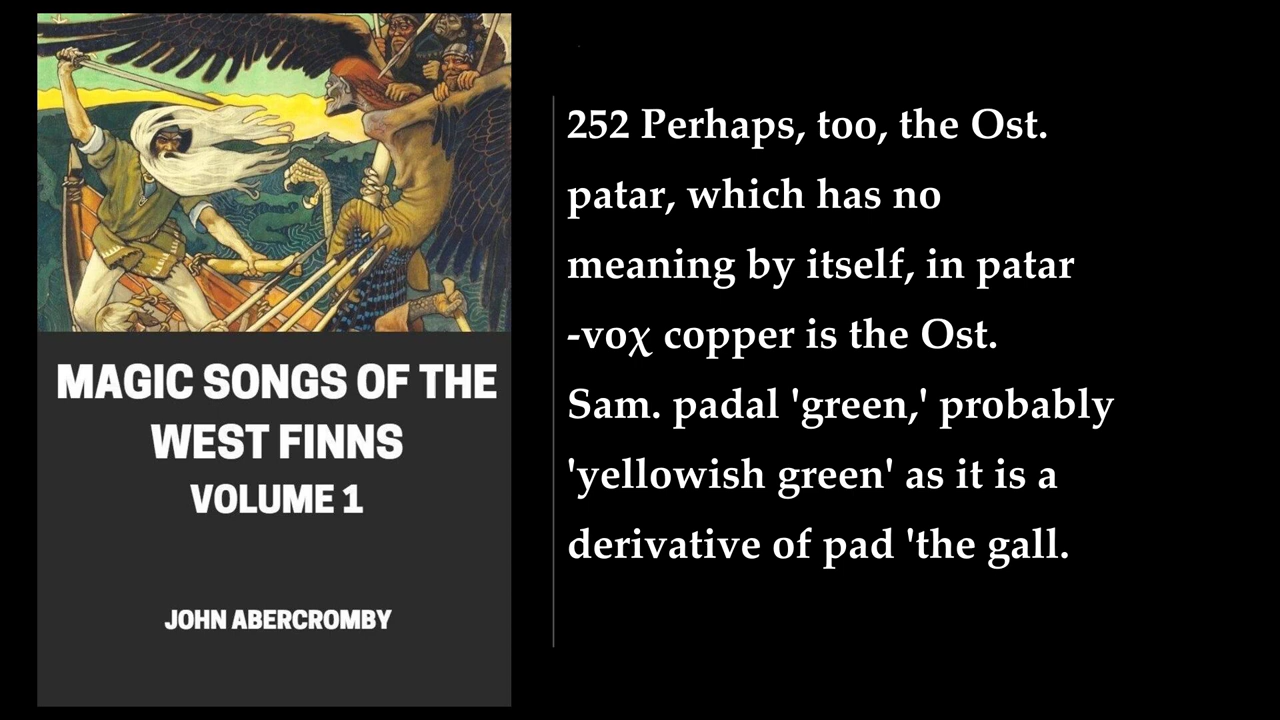 MAGIC SONGS OF THE
WEST FINNS
VOLUME 1
JOHN ABERCROMBY
252 Perhaps, too, the Ost.
patar, which has no
meaning by itself, in patar
-voχ copper is the Ost.
Sam. padal 'green,' probably
'yellowish green' as it is a
derivative of pad 'the gall.